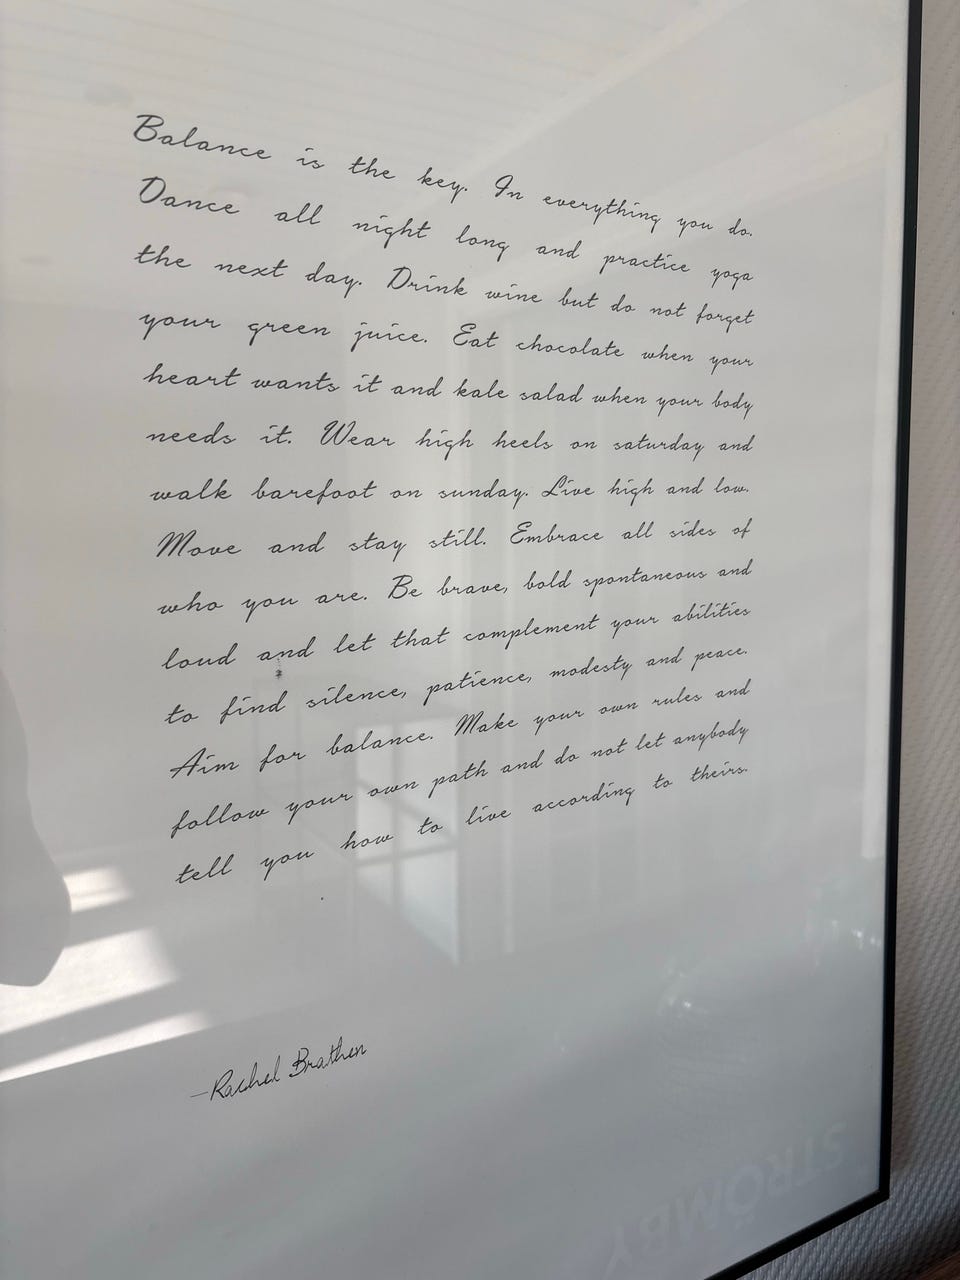 Balance is the key. In everything you do.
Dance all night long and practice yoga
the next day. Drink wine but do not forget
your green juice. Eat chocolate when your
heart wants it and kale salad when your body
needs it. Wear high heels on saturday and
walk barefoot on sunday. Live high and low.
Move and stay still. Embrace all sides of
who you are. Be brave, bold spontaneous and
loud and let that complement your abilities
to find silence, patience, modesty and peace.
Aim for balance. Make your own rules and
follow your own path and do not let anybody
tell you how to live according to theirs.
—Rachel Brathen
STRÖMBY